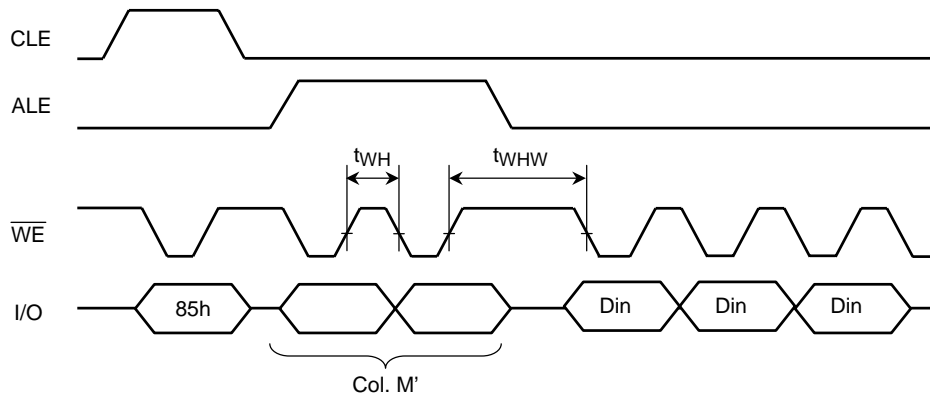 CLE
ALE
tWH tWHW
WE
I/O 85h Din Din Din
Col. M’